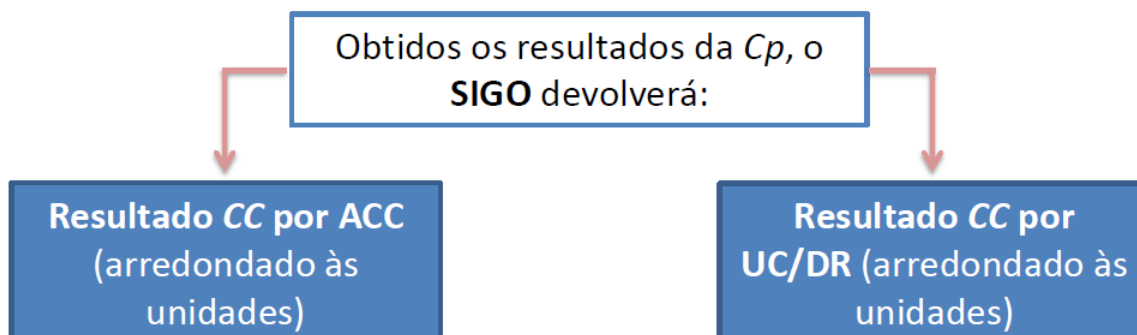 Obtidos os resultados da Cp, o
SIGO devolverá:
Resultado CC por ACC
(arredondado às
unidades)
Resultado CC por
UC/DR (arredondado às
unidades)